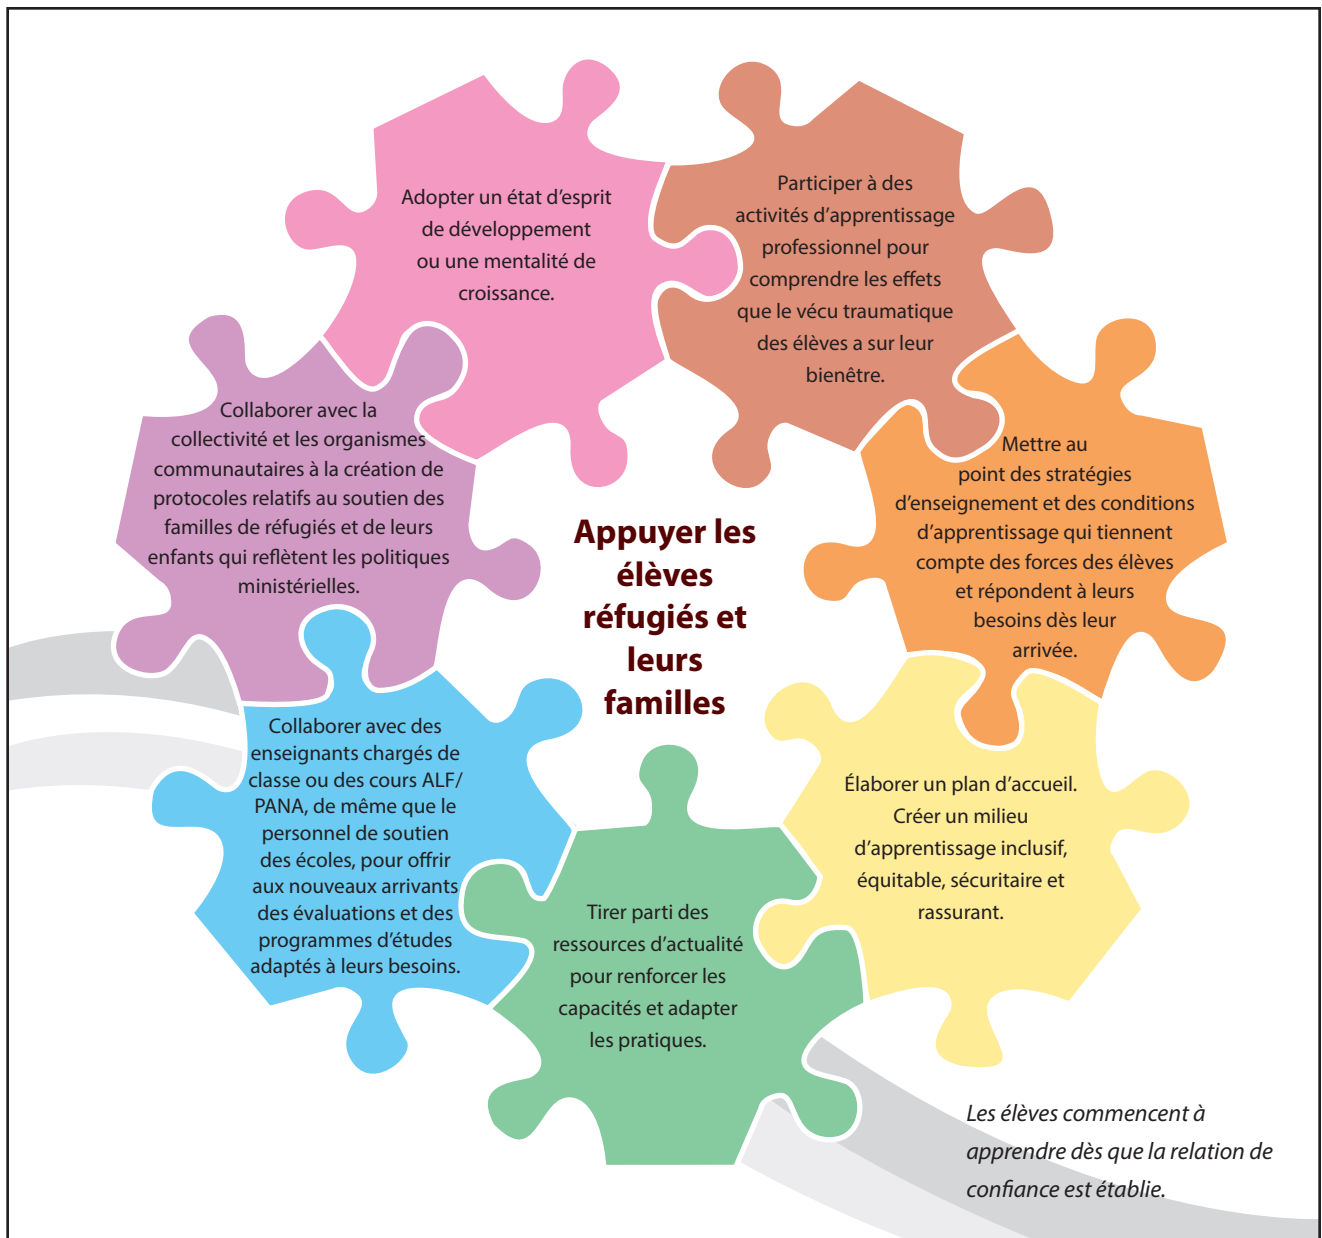 Adopter un état d’esprit
de développement
ou une mentalité de
croissance.
Participer à des
activités d’apprentissage
professionnel pour
comprendre les effets
que le vécu traumatique
des élèves a sur leur
bienêtre.
Collaborer avec la
collectivité et les organismes
communautaires à la création de
protocoles relatifs au soutien des
familles de réfugiés et de leurs
enfants qui reflètent les politiques
ministérielles.
Mettre au
point des stratégies
d’enseignement et des conditions
d’apprentissage qui tiennent
compte des forces des élèves
et répondent à leurs
besoins dès leur
arrivée.
Appuyer les
élèves
réfugiés et
leurs
familles
Collaborer avec des
enseignants chargés de
classe ou des cours ALF/
PANA, de même que le
personnel de soutien
des écoles, pour offrir
aux nouveaux arrivants
des évaluations et des
programmes d’études
adaptés à leurs besoins.
Élaborer un plan d’accueil.
Créer un milieu
d’apprentissage inclusif,
équitable, sécuritaire et
rassurant.
Tirer parti des
ressources d’actualité
pour renforcer les
capacités et adapter
les pratiques.
Les élèves commencent à
apprendre dès que la relation de
confiance est établie.